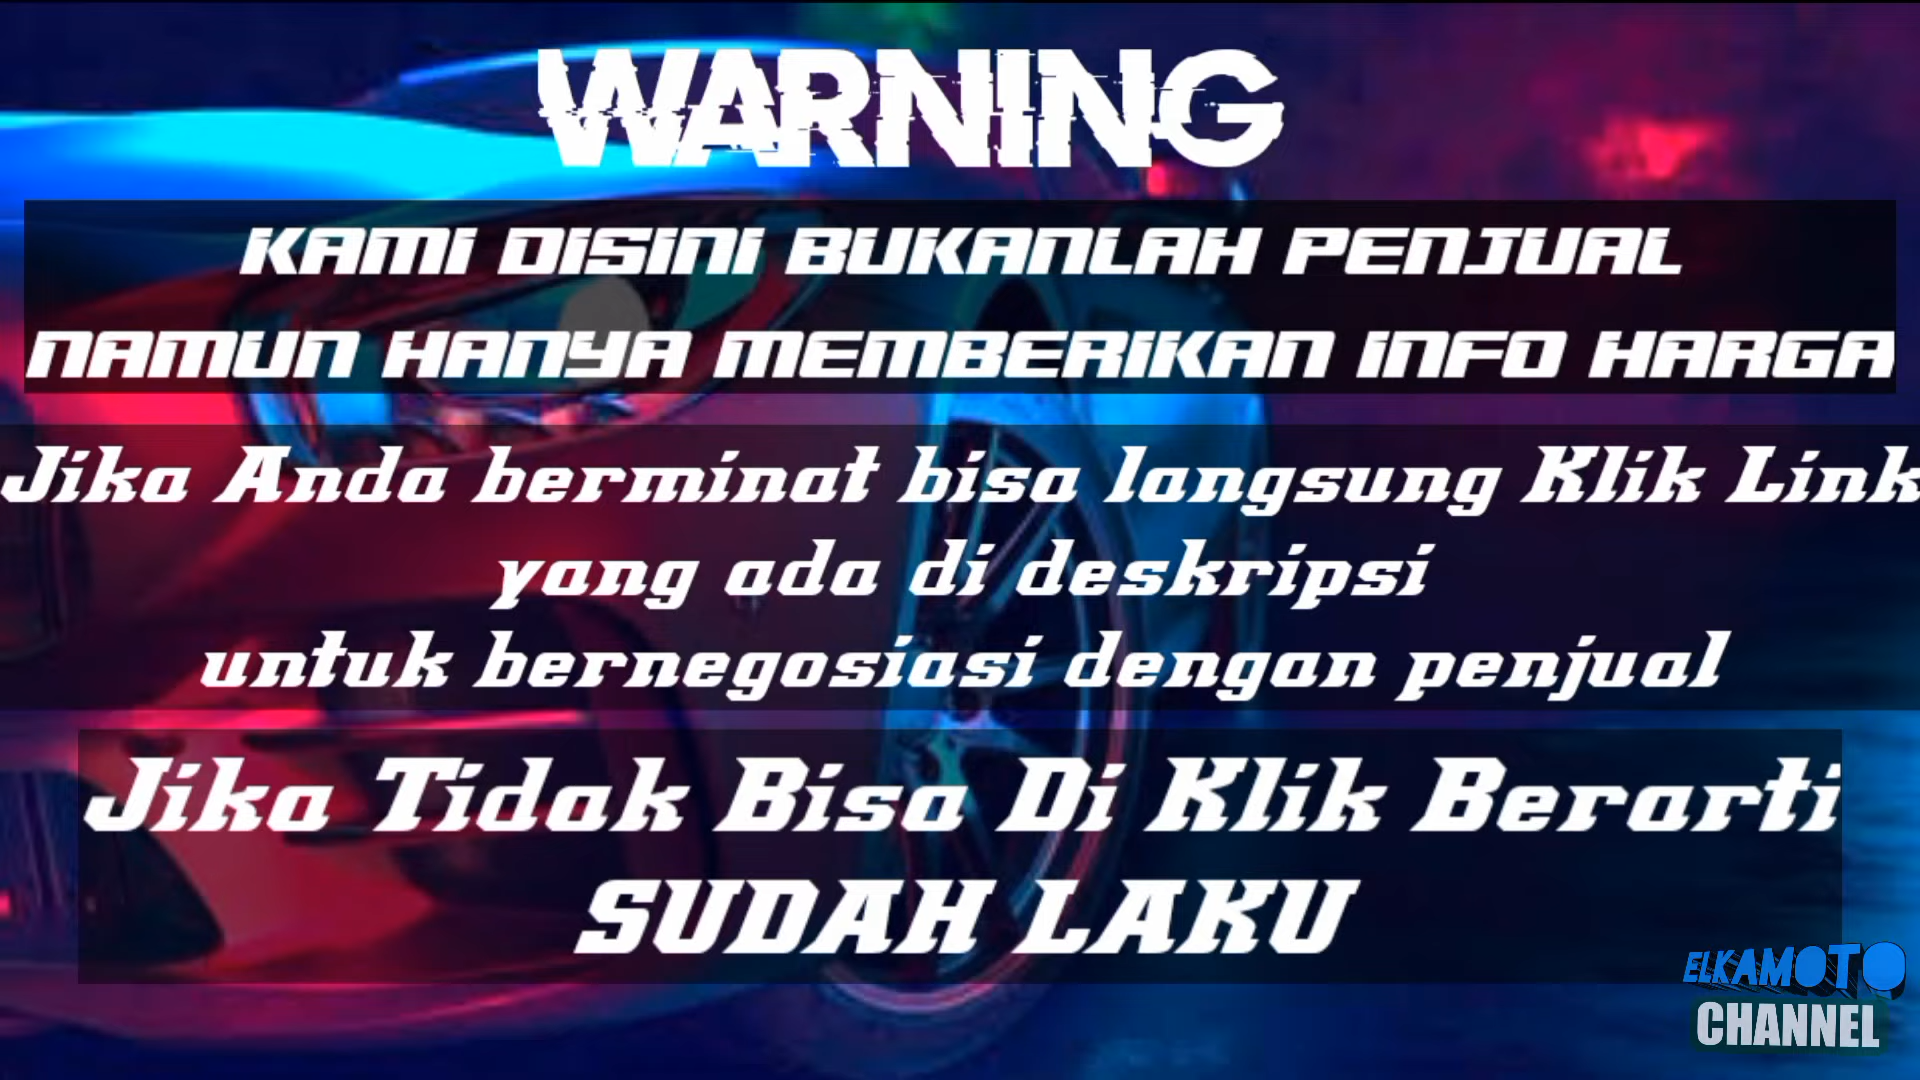 WARNING
KAMI DISINI BUKANLAH PENJUAL
NAMUN HANYA MEMBERIKAN INFO HARGA
Jika Anda berminat bisa langsung Klik Link
yang ada di deskripsi
untuk bernegosiasi dengan penjual
Jika Tidak Bisa Di Klik Berarti
SUDAH LAKU
ELKAMOTO
CHANNEL